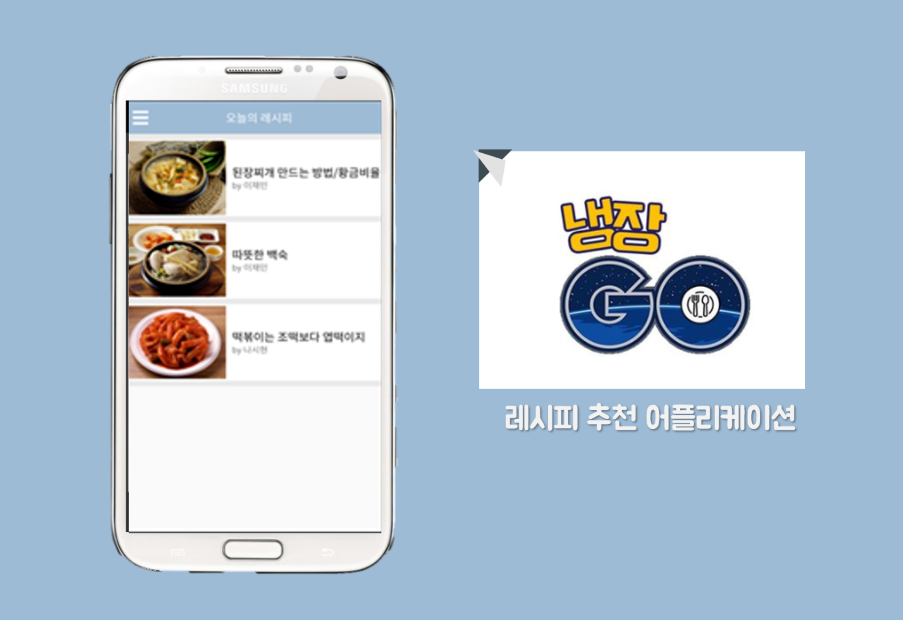 SAMSUNG
오늘의 레시피
된장찌개 만드는 방법/황금비율
by 이재민
따뜻한 백숙
by 이재민
떡볶이는 조떡보다 엽떡이지
by 나시현
냉장
GO
레시피 추천 어플리케이션